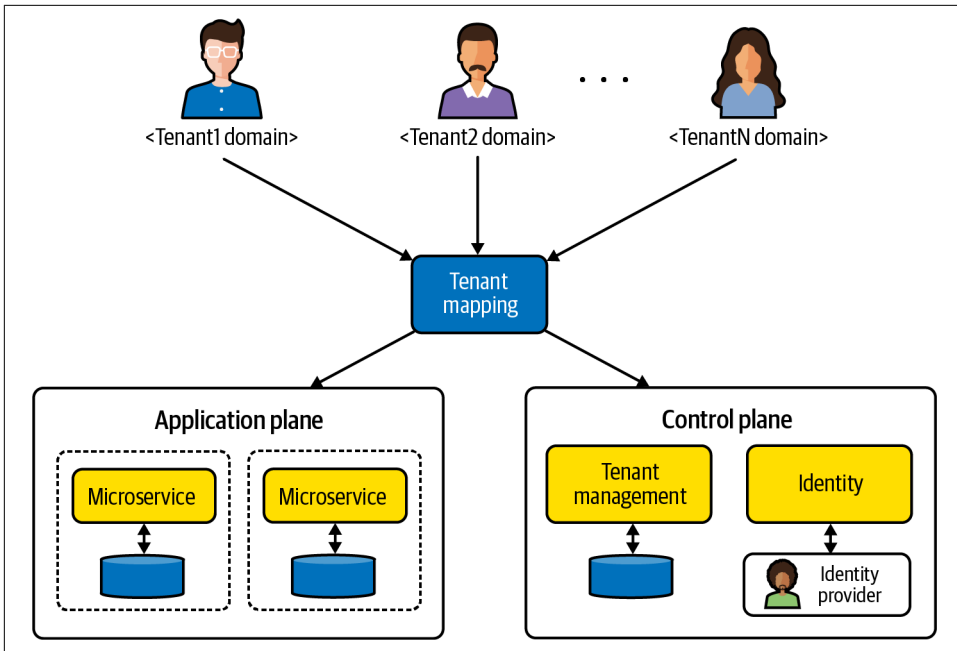 <Tenant1 domain>
<Tenant2 domain>
. . .
<TenantN domain>
Tenant
mapping
Application plane
Microservice
Microservice
Control plane
Tenant
management
Identity
Identity
provider